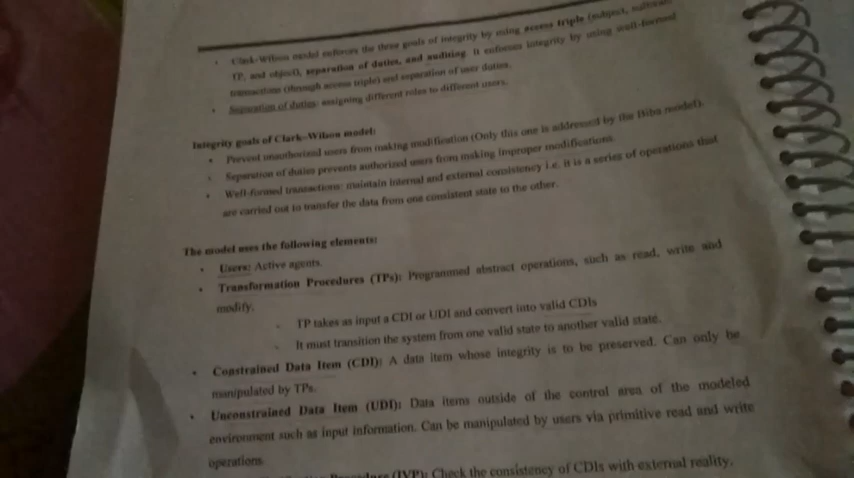 Clark-Wilson model enforces the three goals of integrity by using access triple (subject,
TP, and object), separation of duties, and auditing. It enforces integrity by using well-formed
transactions (through access triple) and separation of user duties.
Separation of duties: assigning different roles to different users.
Integrity goals of Clark–Wilson model:
Prevent unauthorized users from making modification (Only this one is addressed by the Biba model).
Separation of duties prevents authorized users from making improper modifications.
Well-formed transactions: maintain internal and external consistency i.e. it is a series of operations that
are carried out to transfer the data from one consistent state to the other.
The model uses the following elements:
Users: Active agents.
Transformation Procedures (TPs): Programmed abstract operations, such as read, write and
modify.
TP takes as input a CDI or UDI and convert into valid CDIs
It must transition the system from one valid state to another valid state.
Constrained Data Item (CDI): A data item whose integrity is to be preserved. Can only be
manipulated by TPs.
Unconstrained Data Item (UDI): Data items outside of the control area of the modeled
environment such as input information. Can be manipulated by users via primitive read and write
operations.
(IVP): Check the consistency of CDIs with external reality.